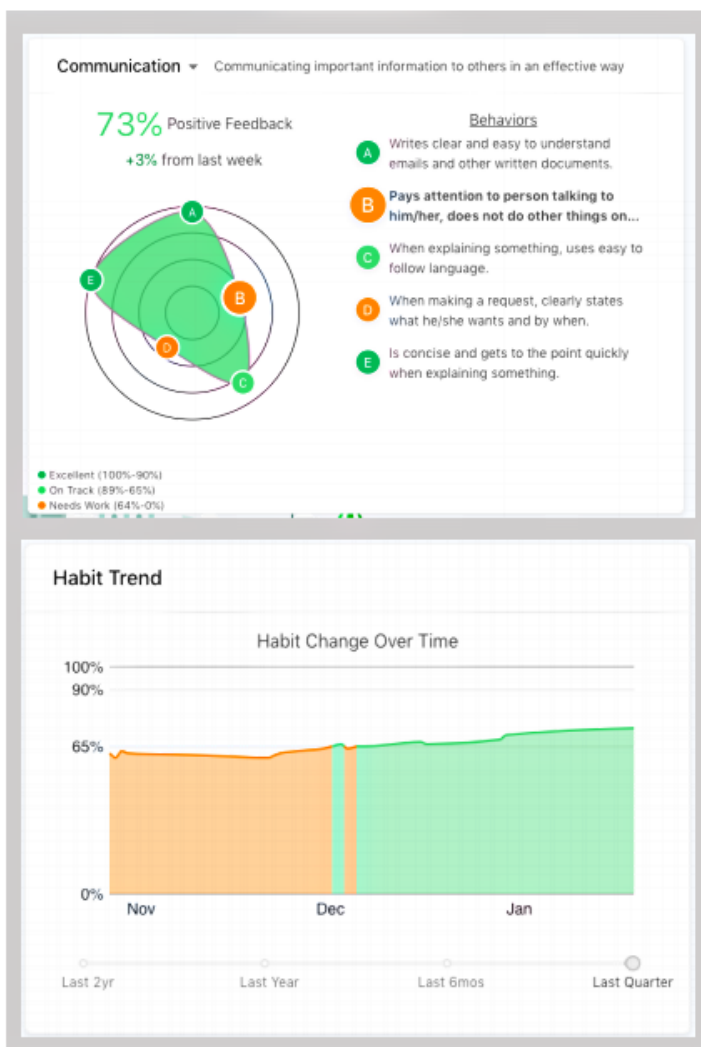 Communication Communicating important information to others in an effective way
73% Positive Feedback
+3% from last week
Behaviors
A Writes clear and easy to understand
emails and other written documents.
B Pays attention to person talking to
him/her, does not do other things on...
C When explaining something, uses easy to
follow language.
D When making a request, clearly states
what he/she wants and by when.
E Is concise and gets to the point quickly
when explaining something.
A
E
B
D
C
Excellent (100%-90%)
On Track (89%-65%)
Needs Work (64%-0%)
Habit Trend
Habit Change Over Time
100%
90%
65%
0%
Nov Dec Jan
Last 2yr Last Year Last 6mos Last Quarter